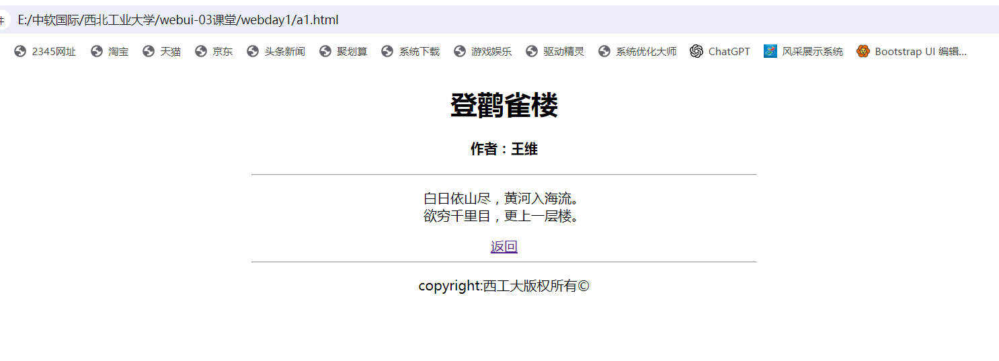 E:/中软国际/西北工业大学/webui-03课堂/webday1/a1.html
2345网址 淘宝 天猫 京东 头条新闻 聚划算 系统下载 游戏娱乐 驱动精灵 系统优化大师 ChatGPT 风采展示系统 Bootstrap UI 编辑...
登鹳雀楼
作者：王维
白日依山尽，黄河入海流。
欲穷千里目，更上一层楼。
返回
copyright:西工大版权所有©